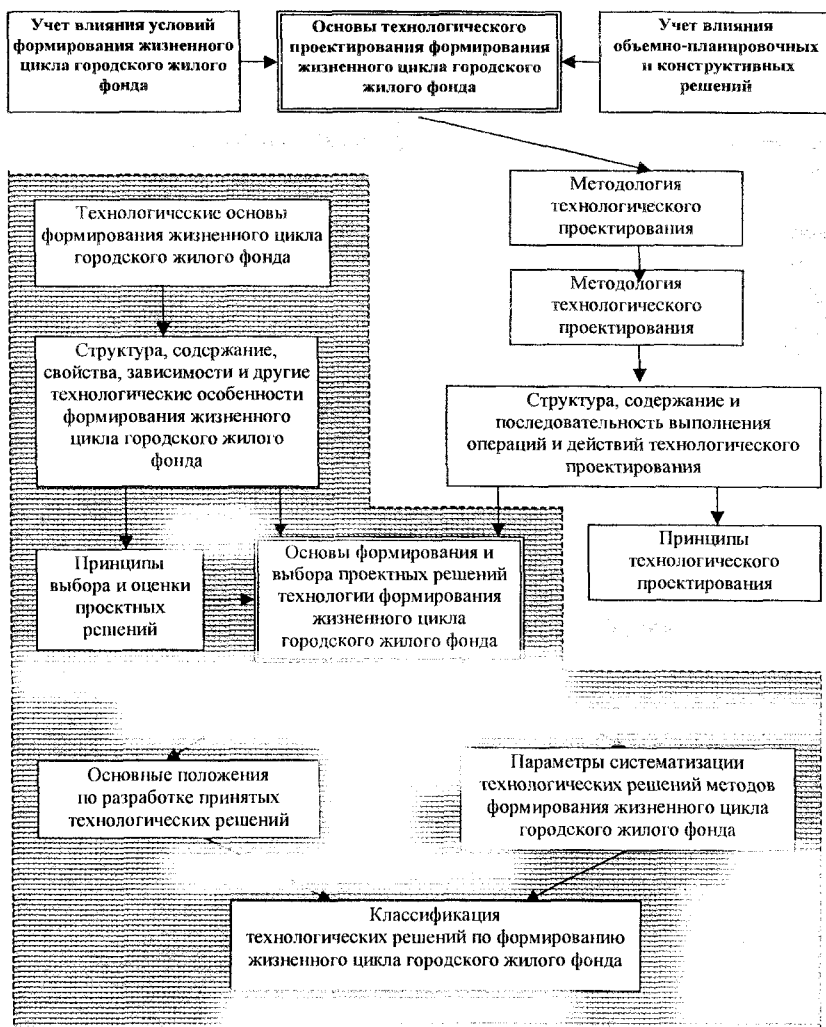 Учет влияния условий
формирования жизненного
цикла городского жилого
фонда
Основы технологического
проектирования формирования
жизненного цикла городского
жилого фонда
Учет влияния
объемно-планировочных
и конструктивных
решений
Методология
технологического
проектирования
Технологические основы
формирования жизненного цикла
городского жилого фонда
Методология
технологического
проектирования
Структура, содержание,
свойства, зависимости и другие
технологические особенности
формирования жизненного
цикла городского жилого
фонда
Структура, содержание и
последовательность выполнения
операций и действий технологического
проектирования
Принципы
выбора и оценки
проектных
решений
Основы формирования и
выбора проектных решений
технологии формирования
жизненного цикла
городского жилого фонда
Принципы
технологического
проектирования
Основные положения
по разработке принятых
технологических решений
Параметры систематизации
технологических решений методов
формирования жизненного цикла
городского жилого фонда
Классификация
технологических решений по формированию
жизненного цикла городского жилого фонда